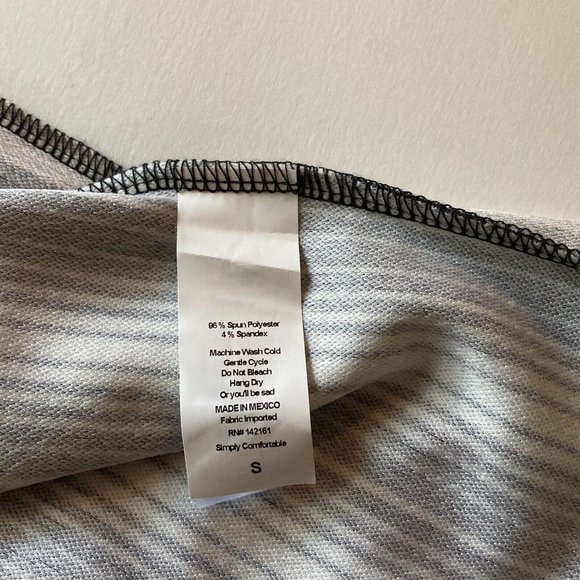 96% Spun Polyester
4% Spandex
Machine Wash Cold
Gentle Cycle
Do Not Bleach
Hang Dry
Or you'll be sad
MADE IN MEXICO
Fabric Imported
RN# 142161
Simply Comfortable
S